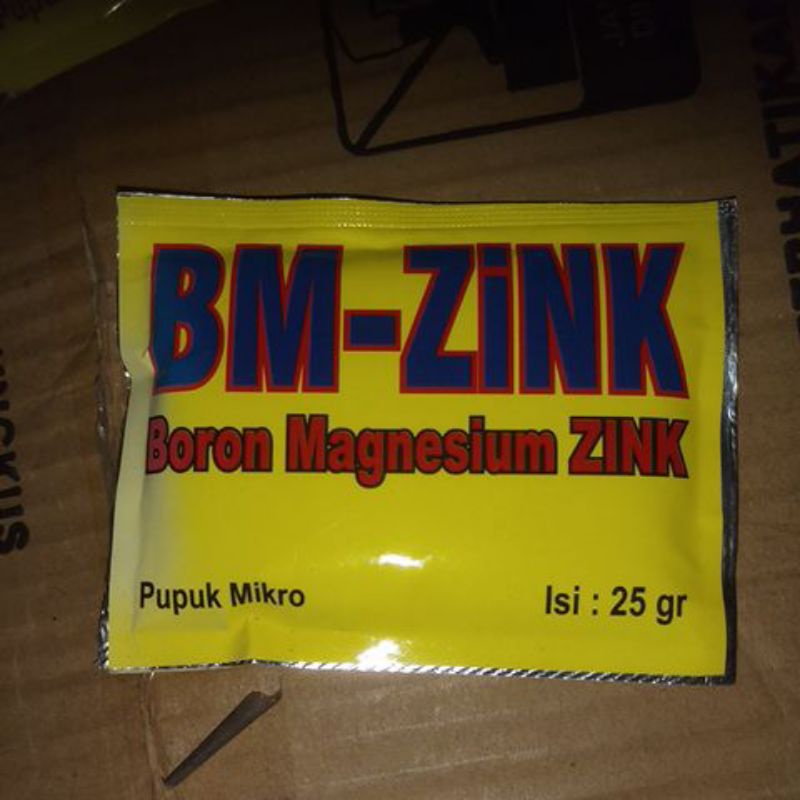 BM-ZiNK
Boron Magnesium ZINK
Pupuk Mikro
Isi : 25 gr